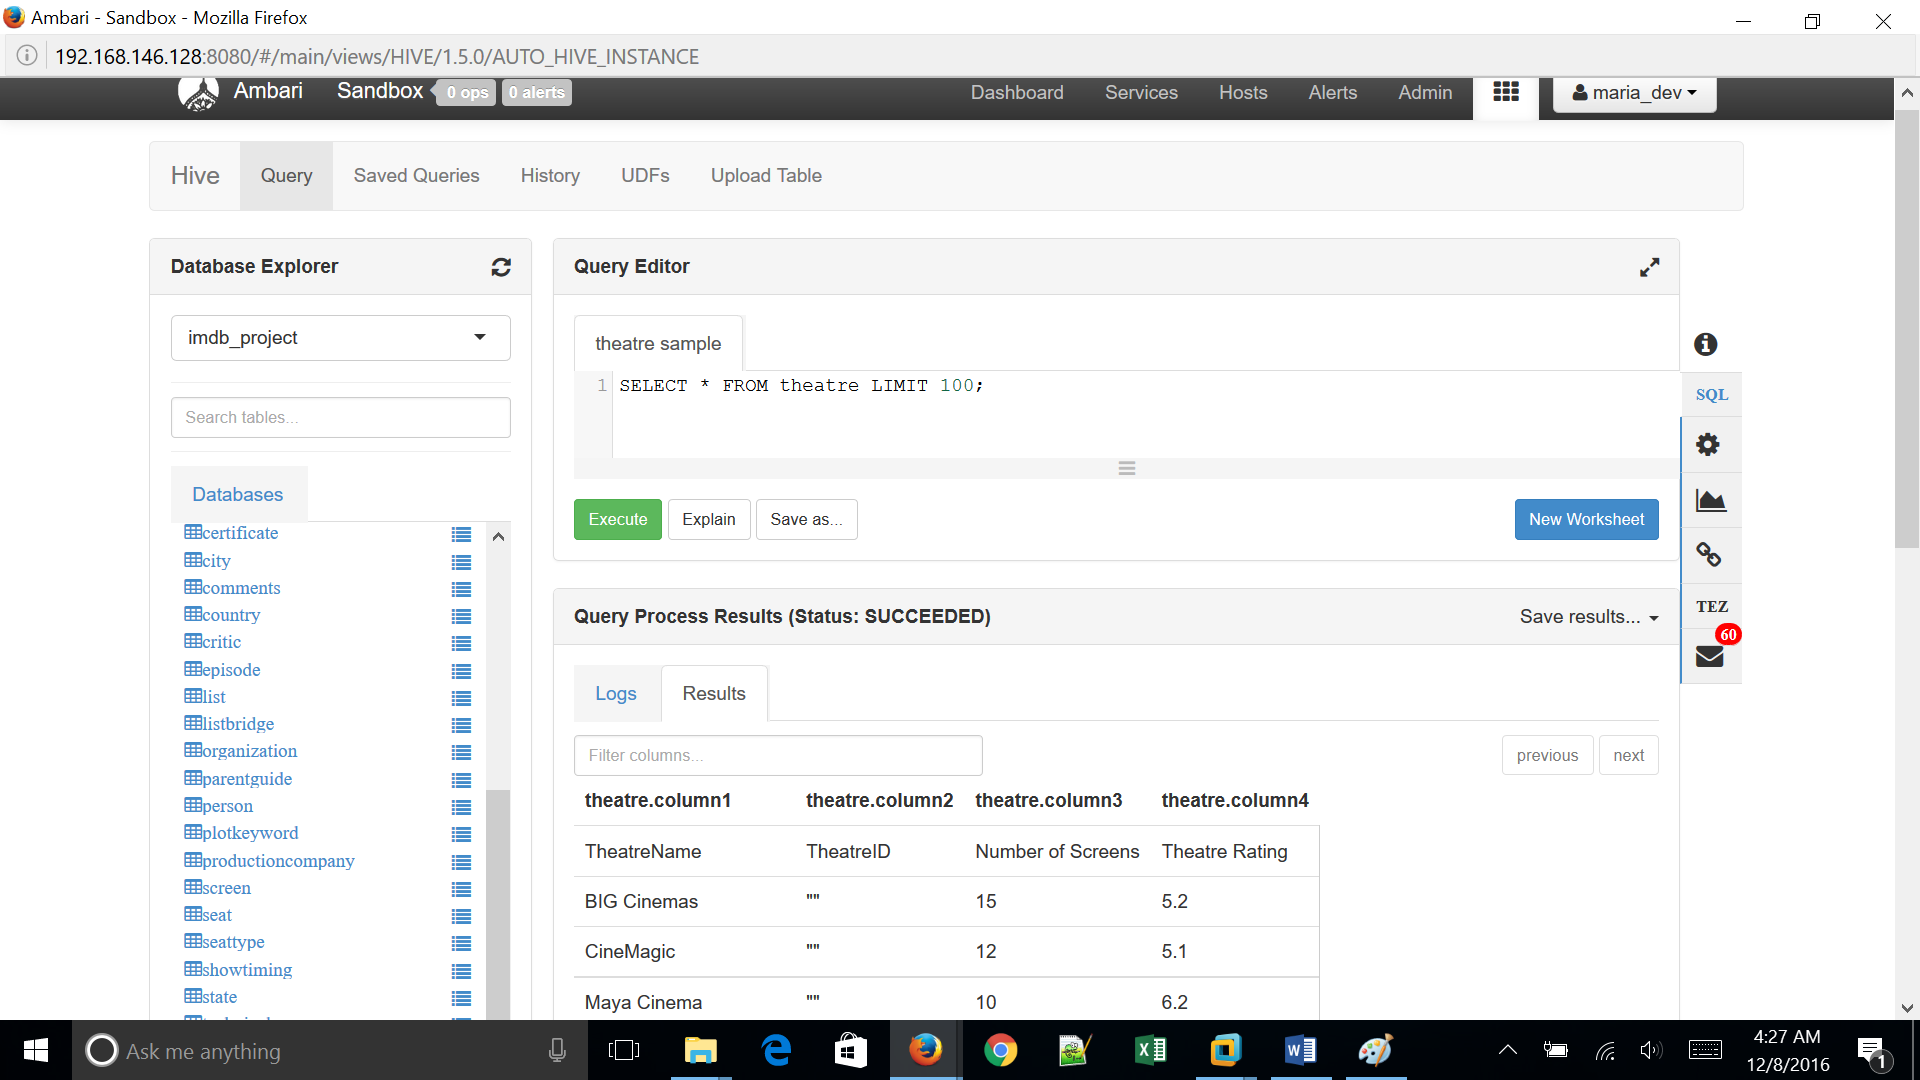 Ambari - Sandbox - Mozilla Firefox
192.168.146.128:8080/#/main/views/HIVE/1.5.0/AUTO_HIVE_INSTANCE
Ambari Sandbox 0 ops 0 alerts Dashboard Services Hosts Alerts Admin maria_dev
Hive Query Saved Queries History UDFs Upload Table
Database Explorer
imdb_project
Search tables...
Databases
certificate
city
comments
country
critic
episode
list
listbridge
organization
parentguide
person
plotkeyword
productioncompany
screen
seat
seattype
showtiming
state
Query Editor
theatre sample
1 SELECT * FROM theatre LIMIT 100;
Execute Explain Save as... New Worksheet
SQL
TEZ
60
Query Process Results (Status: SUCCEEDED) Save results...
Logs Results
Filter columns... previous next
theatre.column1 theatre.column2 theatre.column3 theatre.column4
TheatreName TheatreID Number of Screens Theatre Rating
BIG Cinemas "" 15 5.2
CineMagic "" 12 5.1
Maya Cinema "" 10 6.2
Ask me anything
4:27 AM
12/8/2016
1